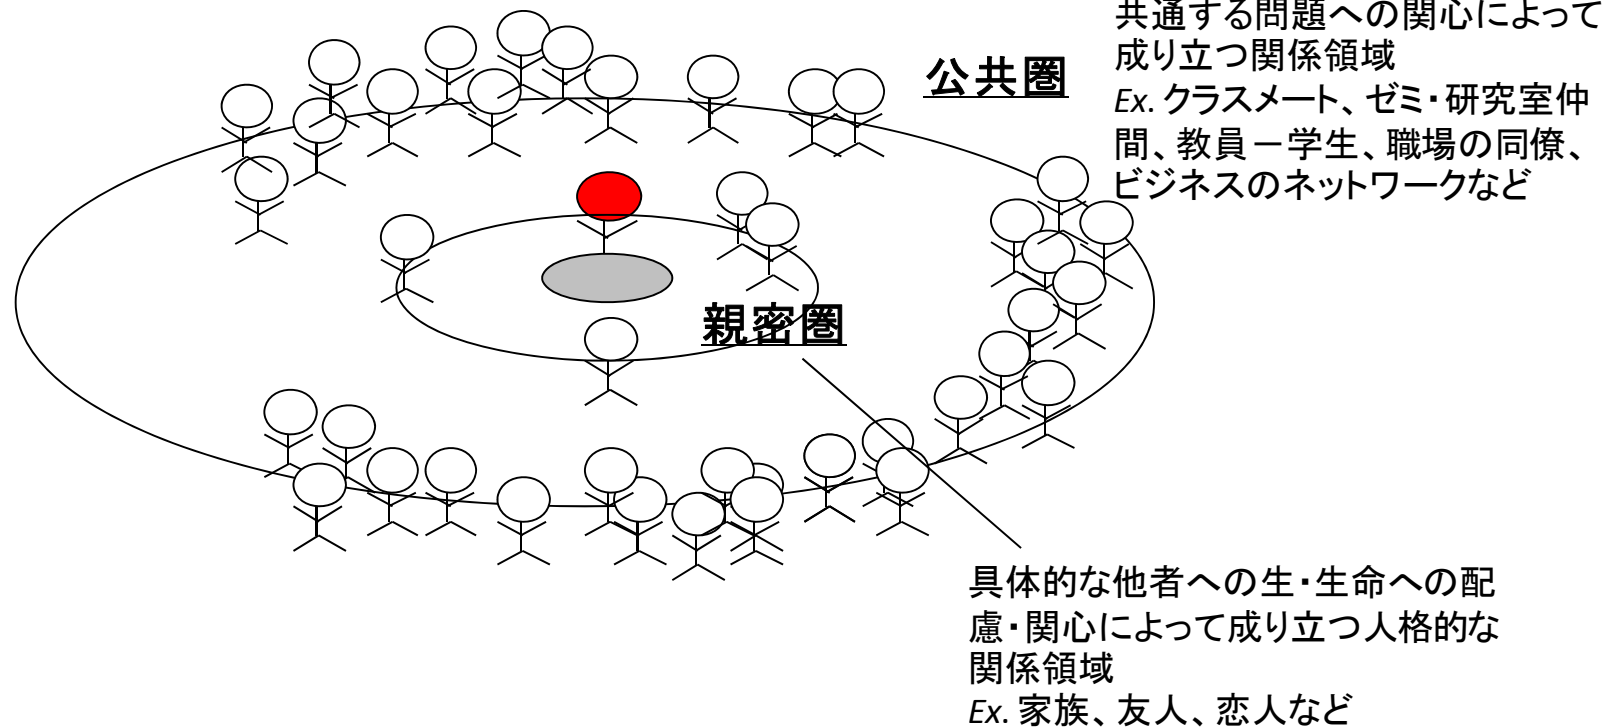 共通する問題への関心によって
成り立つ関係領域
Ex. クラスメート、ゼミ・研究室仲
間、教員－学生、職場の同僚、
ビジネスのネットワークなど
公共圏
親密圏
具体的な他者への生・生命への配
慮・関心によって成り立つ人格的な
関係領域
Ex. 家族、友人、恋人など